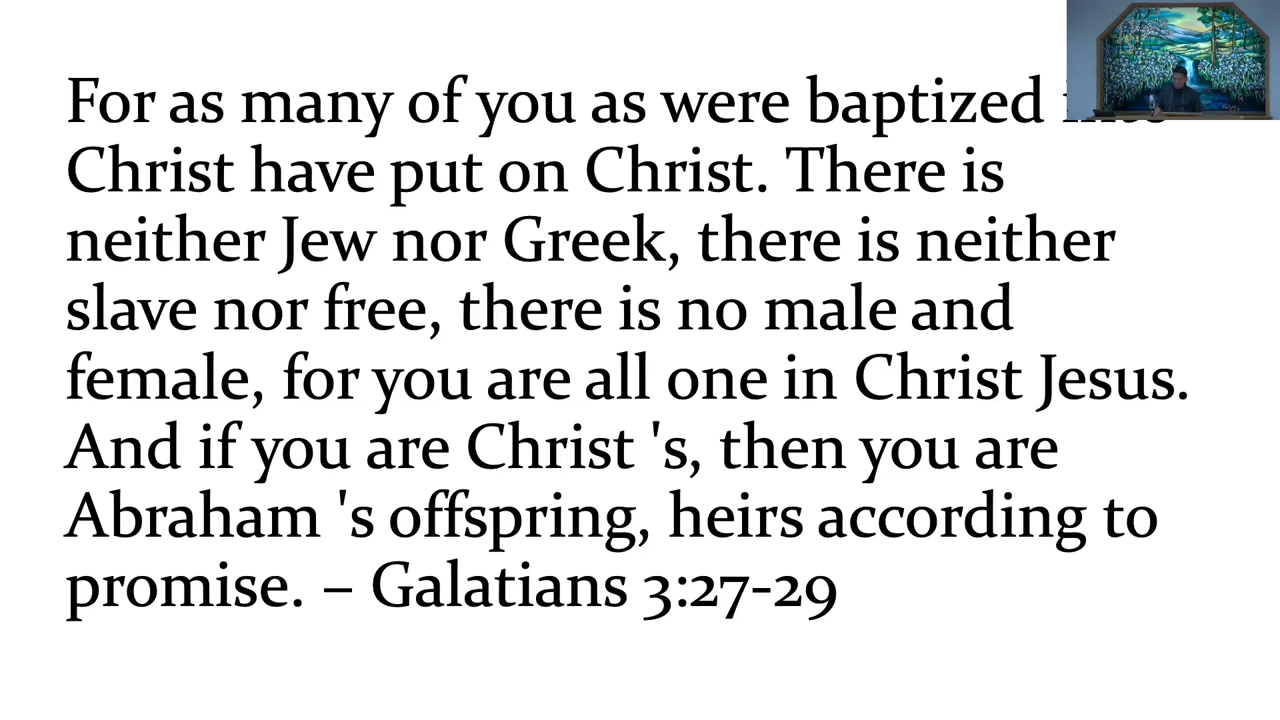 For as many of you as were baptized
Christ have put on Christ. There is
neither Jew nor Greek, there is neither
slave nor free, there is no male and
female, for you are all one in Christ Jesus.
And if you are Christ 's, then you are
Abraham 's offspring, heirs according to
promise. – Galatians 3:27-29